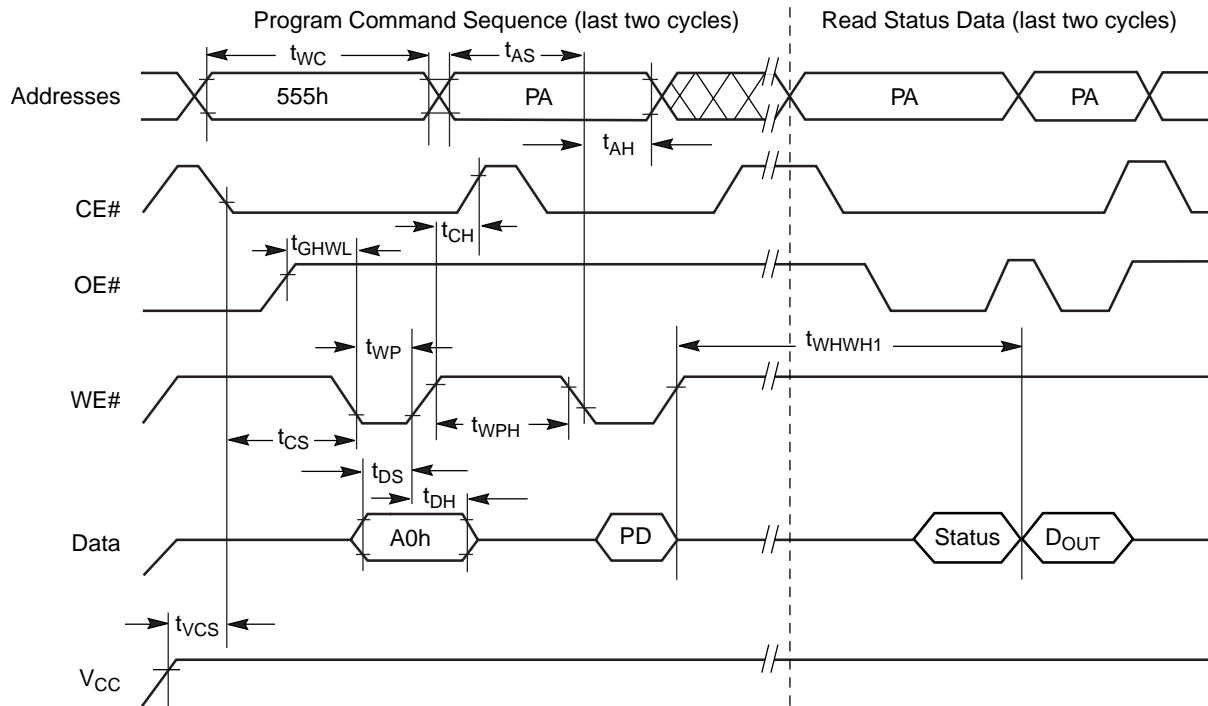 Program Command Sequence (last two cycles)
Read Status Data (last two cycles)
tWC
tAS
Addresses
555h
PA
PA
PA
tAH
CE#
tCH
tGHWL
OE#
tWP
tWHWH1
WE#
tWPH
tCS
tDS
tDH
Data
A0h
PD
Status
DOUT
tVCS
VCC